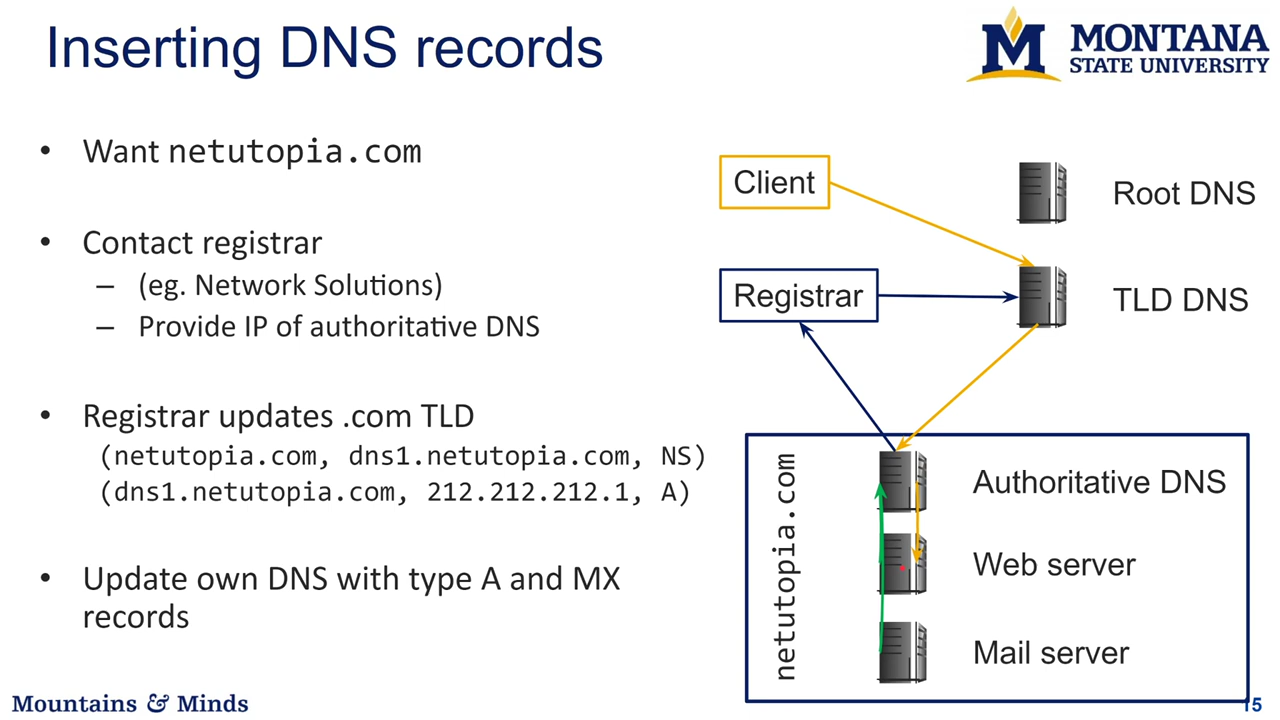 Inserting DNS records
MONTANA
STATE UNIVERSITY
• Want netutopia.com
• Contact registrar
– (eg. Network Solutions)
– Provide IP of authoritative DNS
• Registrar updates .com TLD
(netutopia.com, dns1.netutopia.com, NS)
(dns1.netutopia.com, 212.212.212.1, A)
• Update own DNS with type A and MX
records
Client
Root DNS
Registrar
TLD DNS
netutopia.com
Authoritative DNS
Web server
Mail server
Mountains & Minds
15